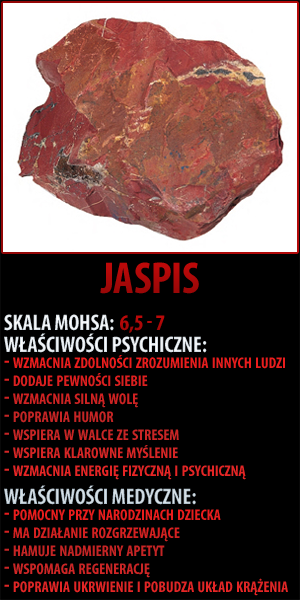 JASPIS
SKALA MOHSA: 6,5 - 7
WŁAŚCIWOŚCI PSYCHICZNE:
- WZMACNIA ZDOLNOŚCI ZROZUMIENIA INNYCH LUDZI
- DODAJE PEWNOŚCI SIEBIE
- WZMACNIA SILNĄ WOLĘ
- POPRAWIA HUMOR
- WSPIERA W WALCE ZE STRESEM
- WSPIERA KLAROWNE MYŚLENIE
- WZMACNIA ENERGIĘ FIZYCZNĄ I PSYCHICZNĄ
WŁAŚCIWOŚCI MEDYCZNE:
- POMOCNY PRZY NARODZINACH DZIECKA
- MA DZIAŁANIE ROZGRZEWAJĄCE
- HAMUJE NADMIERNY APETYT
- WSPOMAGA REGENERACJĘ
- POPRAWIA UKRWIENIE I POBUDZA UKŁAD KRĄŻENIA